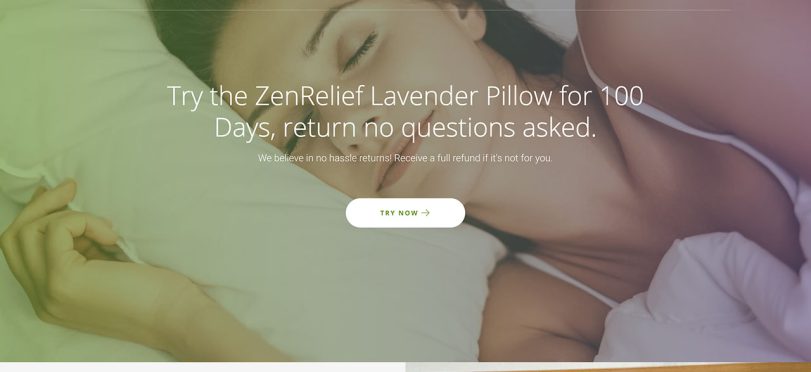 Try the ZenRelief Lavender Pillow for 100
Days, return no questions asked.
We believe in no hassle returns! Receive a full refund if it's not for you.
TRY NOW